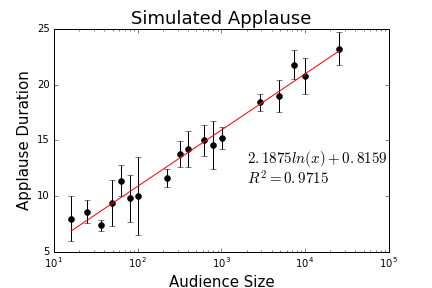 Simulated Applause
25
20
15
10
5
Applause Duration
2.1875ln(x)+0.8159
R²=0.9715
10¹ 10² 10³ 10⁴ 10⁵
Audience Size